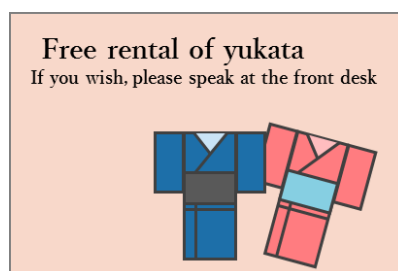 Free rental of yukata
If you wish, please speak at the front desk